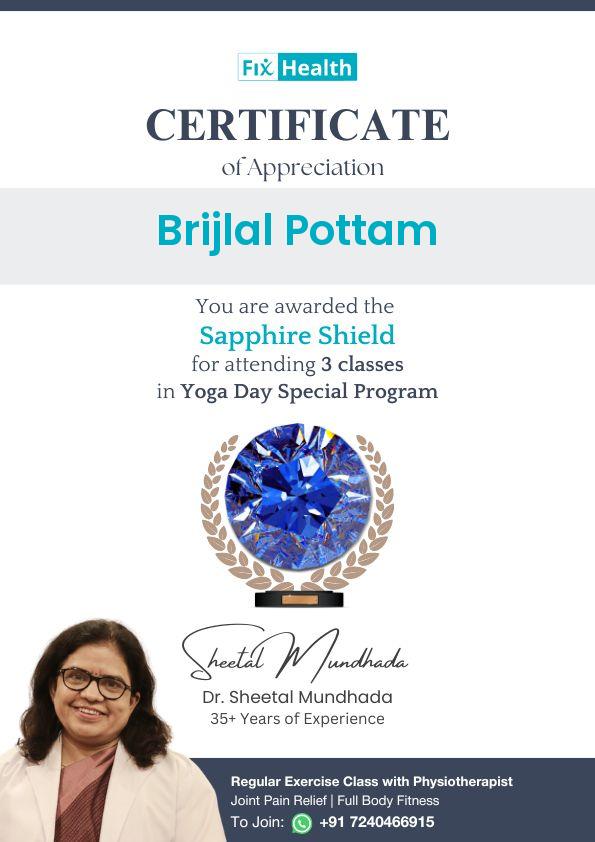 Fix Health
CERTIFICATE
of Appreciation
Brijlal Pottam
You are awarded the
Sapphire Shield
for attending 3 classes
in Yoga Day Special Program
Sheetal Mundhada
Dr. Sheetal Mundhada
35+ Years of Experience
Regular Exercise Class with Physiotherapist
Joint Pain Relief | Full Body Fitness
To Join: +91 7240466915